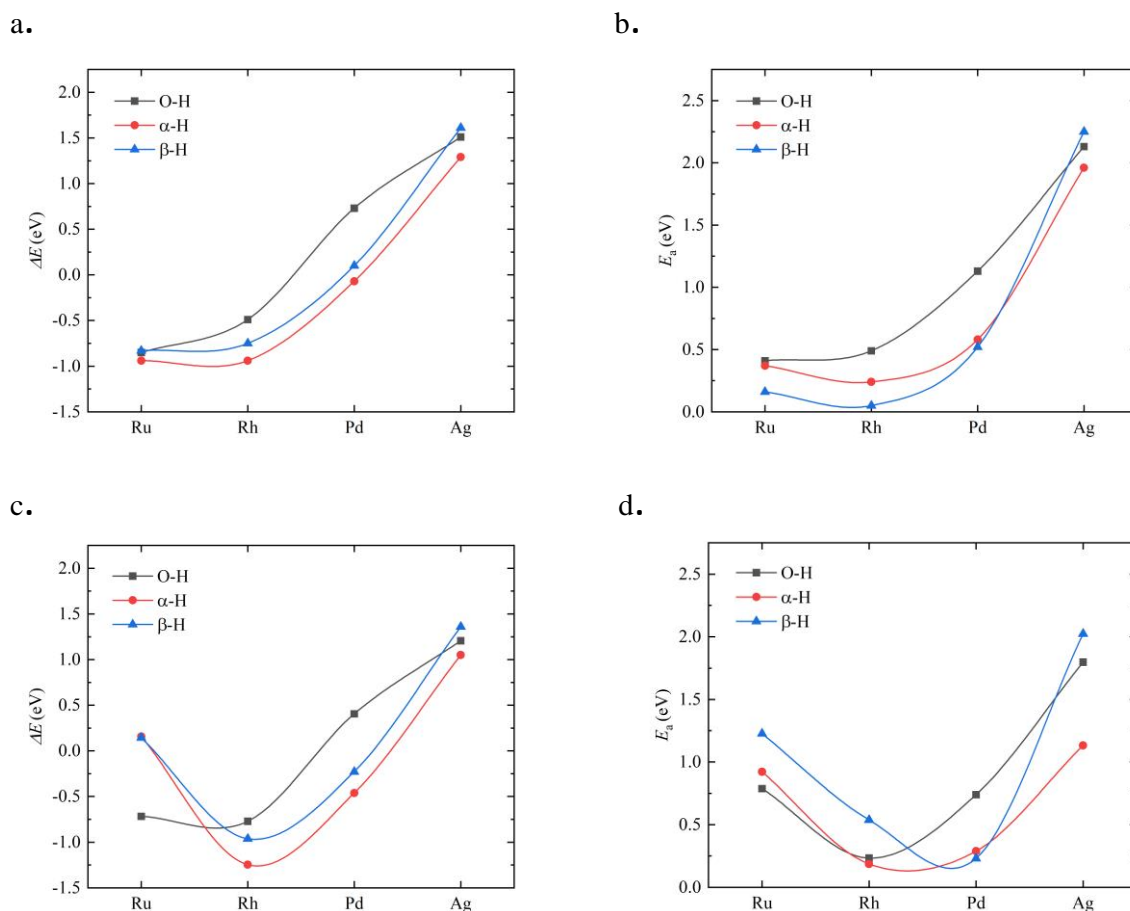 a.
ΔE (eV)
2.0
1.5
1.0
0.5
0.0
-0.5
-1.0
-1.5
O-H
α-H
β-H
Ru Rh Pd Ag
b.
E_a (eV)
2.5
2.0
1.5
1.0
0.5
0.0
O-H
α-H
β-H
Ru Rh Pd Ag
c.
ΔE (eV)
2.0
1.5
1.0
0.5
0.0
-0.5
-1.0
-1.5
O-H
α-H
β-H
Ru Rh Pd Ag
d.
E_a (eV)
2.5
2.0
1.5
1.0
0.5
0.0
O-H
α-H
β-H
Ru Rh Pd Ag